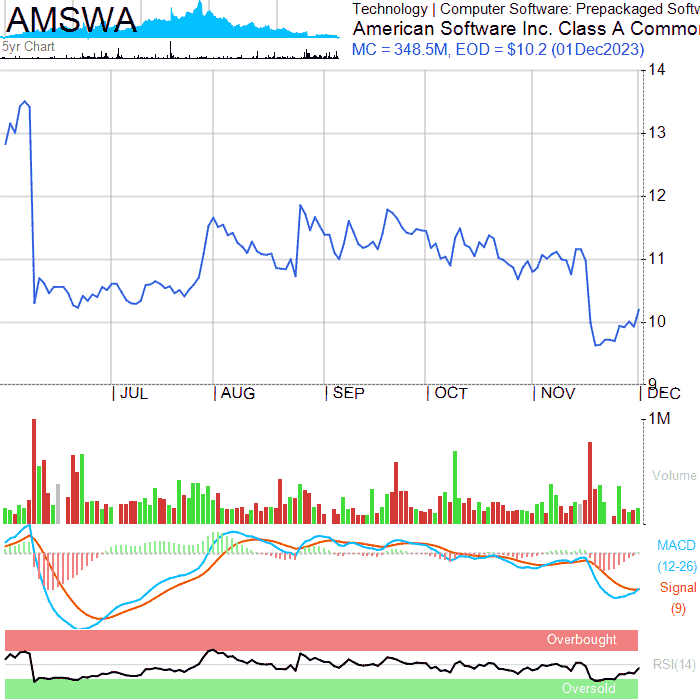 AMSWA
5yr Chart
Technology | Computer Software: Prepackaged Softw
American Software Inc. Class A Common
MC = 348.5M, EOD = $10.2 (01Dec2023)
14
13
12
11
10
9
JUL
AUG
SEP
OCT
NOV
DEC
1M
Volume
MACD
(12-26)
Signal
(9)
Overbought
RSI(14)
Oversold